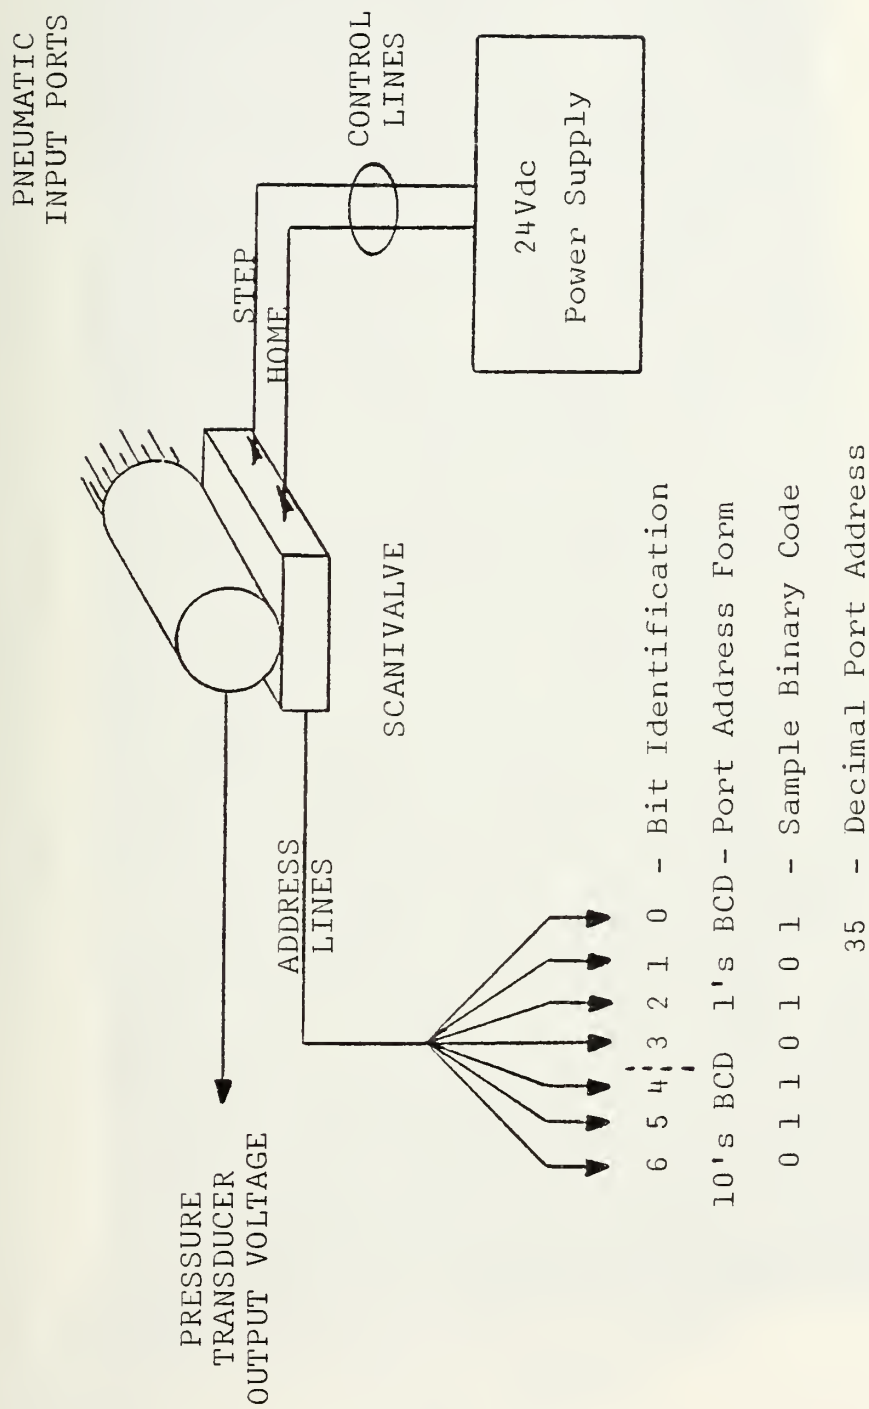 PNEUMATIC
INPUT PORTS
STEP
HOME
CONTROL
LINES
24Vdc
Power Supply
PRESSURE
TRANSDUCER
OUTPUT VOLTAGE
ADDRESS
LINES
SCANIVALVE
6 5 4 3 2 1 0 - Bit Identification
10's BCD 1's BCD - Port Address Form
0 1 1 0 1 0 1 - Sample Binary Code
35 - Decimal Port Address